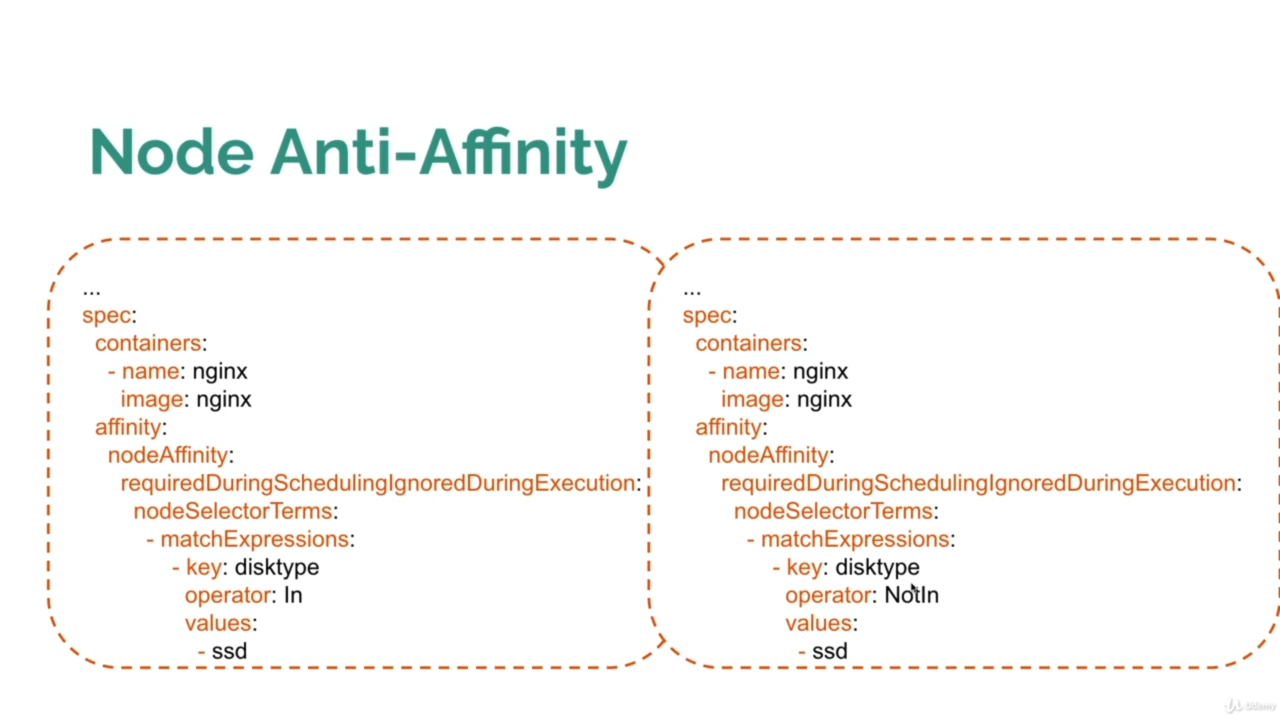 Node Anti-Affinity
...
spec:
  containers:
    - name: nginx
      image: nginx
  affinity:
    nodeAffinity:
      requiredDuringSchedulingIgnoredDuringExecution:
        nodeSelectorTerms:
          - matchExpressions:
              - key: disktype
                operator: In
                values:
                  - ssd
...
spec:
  containers:
    - name: nginx
      image: nginx
  affinity:
    nodeAffinity:
      requiredDuringSchedulingIgnoredDuringExecution:
        nodeSelectorTerms:
          - matchExpressions:
              - key: disktype
                operator: NotIn
                values:
                  - ssd
Udemy